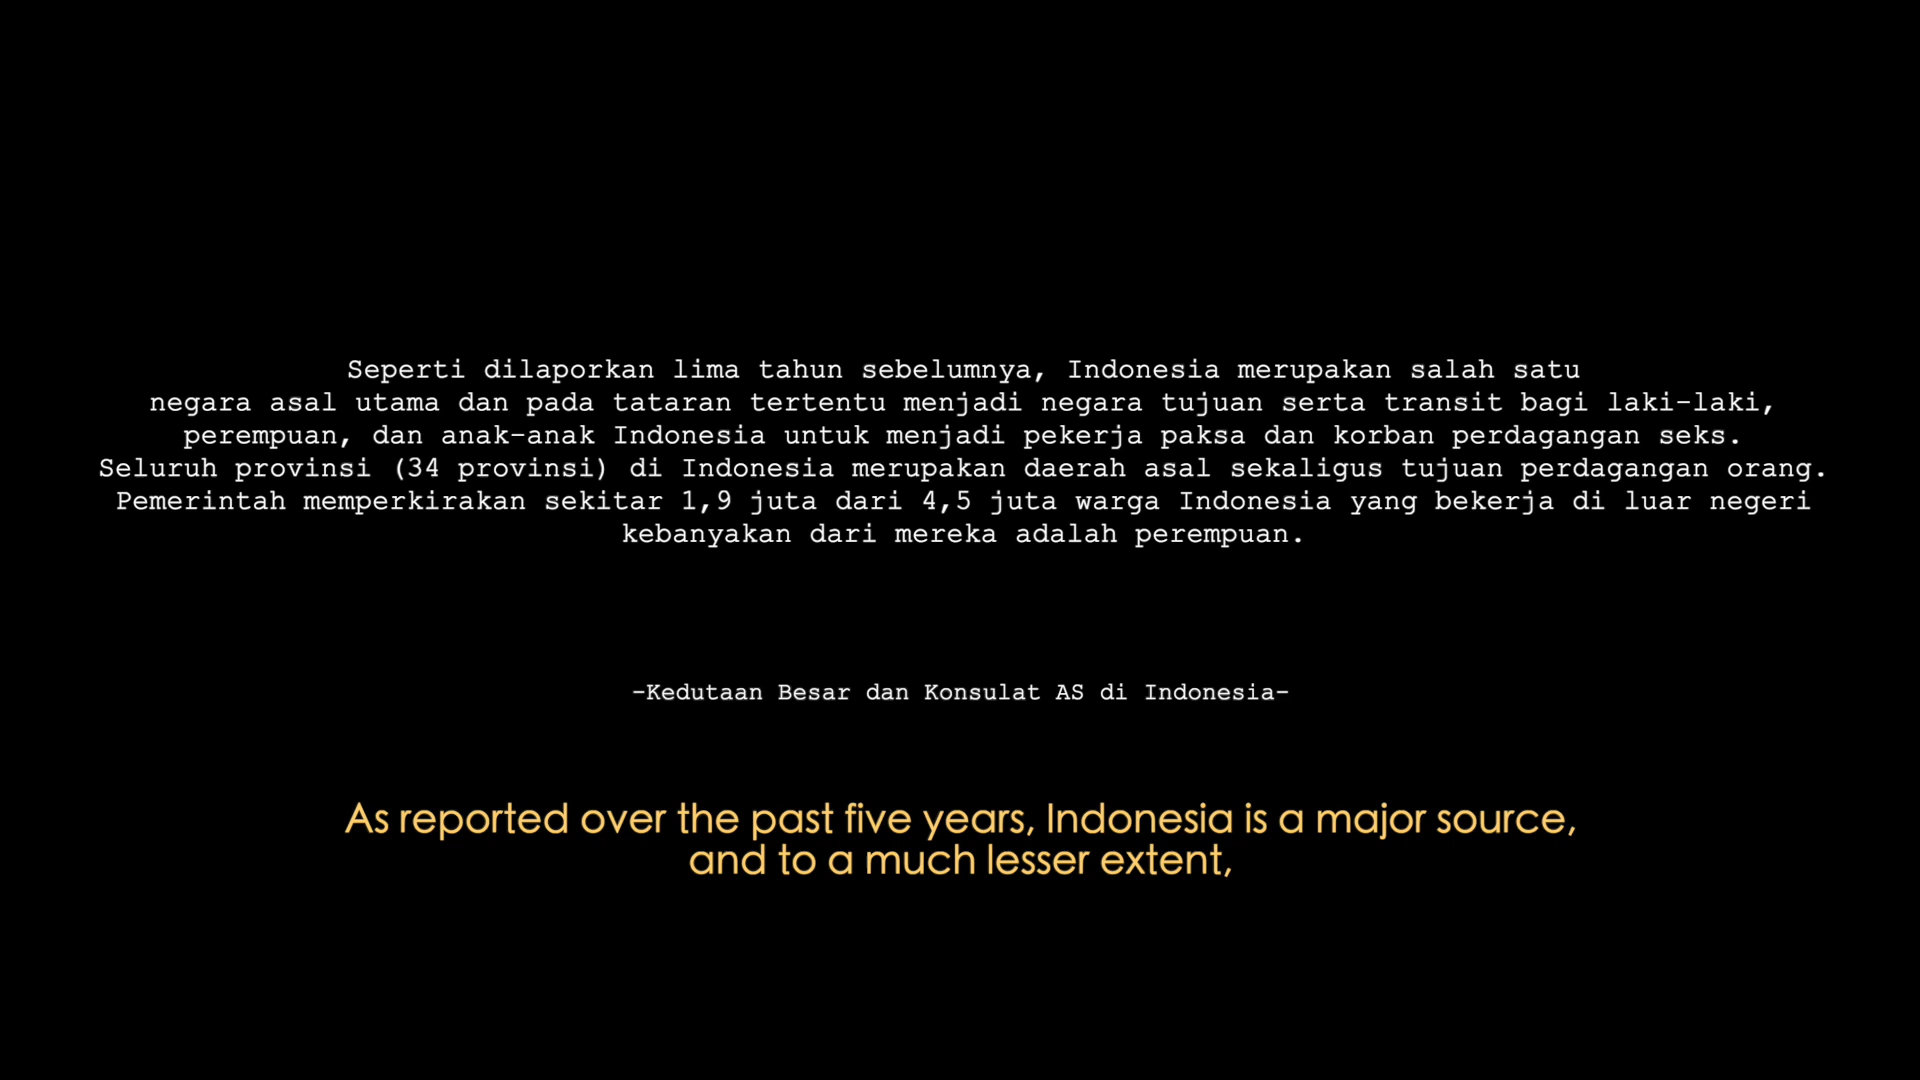 Seperti dilaporkan lima tahun sebelumnya, Indonesia merupakan salah satu
negara asal utama dan pada tataran tertentu menjadi negara tujuan serta transit bagi laki-laki,
perempuan, dan anak-anak Indonesia untuk menjadi pekerja paksa dan korban perdagangan seks.
Seluruh provinsi (34 provinsi) di Indonesia merupakan daerah asal sekaligus tujuan perdagangan orang.
Pemerintah memperkirakan sekitar 1,9 juta dari 4,5 juta warga Indonesia yang bekerja di luar negeri
kebanyakan dari mereka adalah perempuan.
-Kedutaan Besar dan Konsulat AS di Indonesia-
As reported over the past five years, Indonesia is a major source,
and to a much lesser extent,